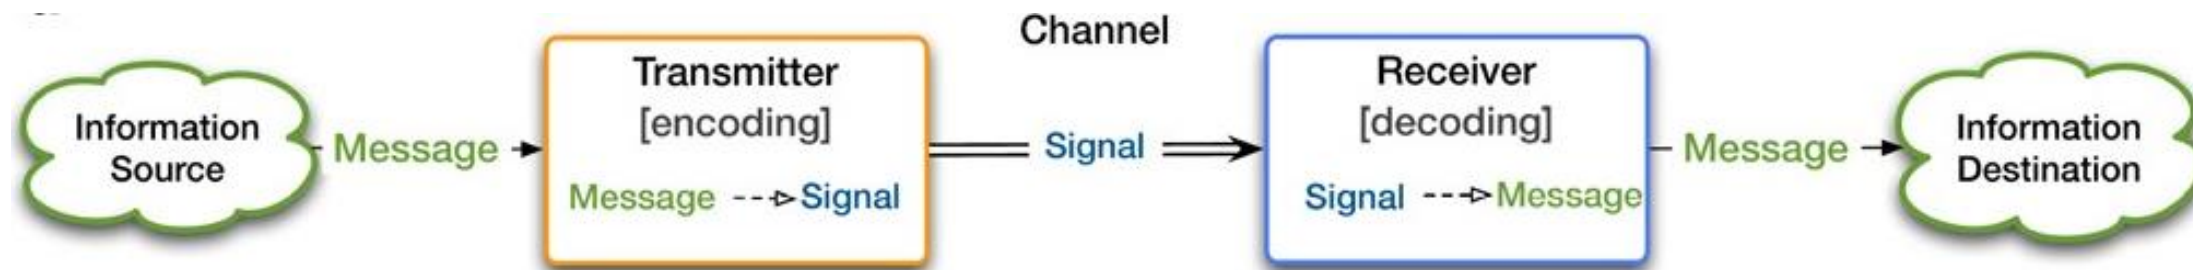 Channel
Information
Source
Message
Transmitter
[encoding]
Message Signal
Signal
Receiver
[decoding]
Signal Message
Message
Information
Destination